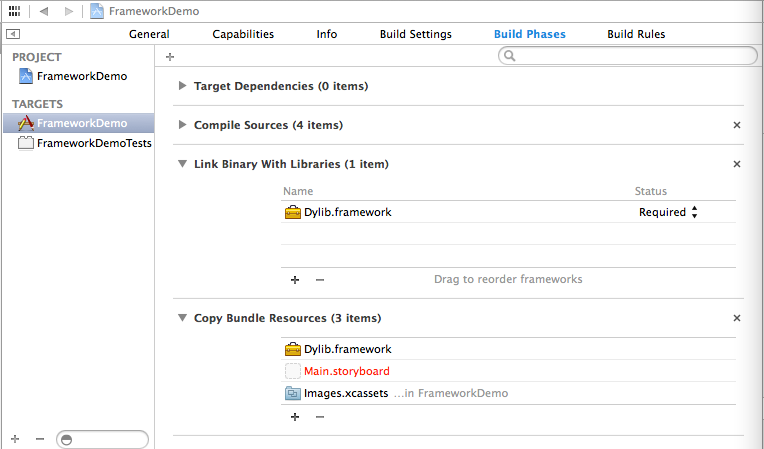 FrameworkDemo
General Capabilities Info Build Settings Build Phases Build Rules
PROJECT
FrameworkDemo
TARGETS
FrameworkDemo
FrameworkDemoTests
Target Dependencies (0 items)
Compile Sources (4 items)
Link Binary With Libraries (1 item)
Name Status
Dylib.framework Required
Drag to reorder frameworks
Copy Bundle Resources (3 items)
Dylib.framework
Main.storyboard
Images.xcassets ...in FrameworkDemo